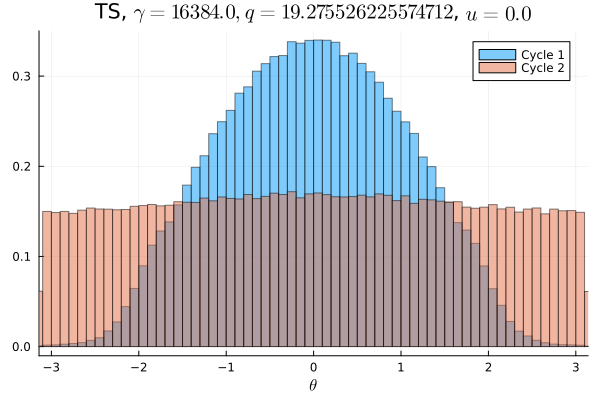 TS, γ = 16384.0, q = 19.275526225574712, u = 0.0
Cycle 1
Cycle 2
0.3
0.2
0.1
0.0
−3 −2 −1 0 1 2 3
θ